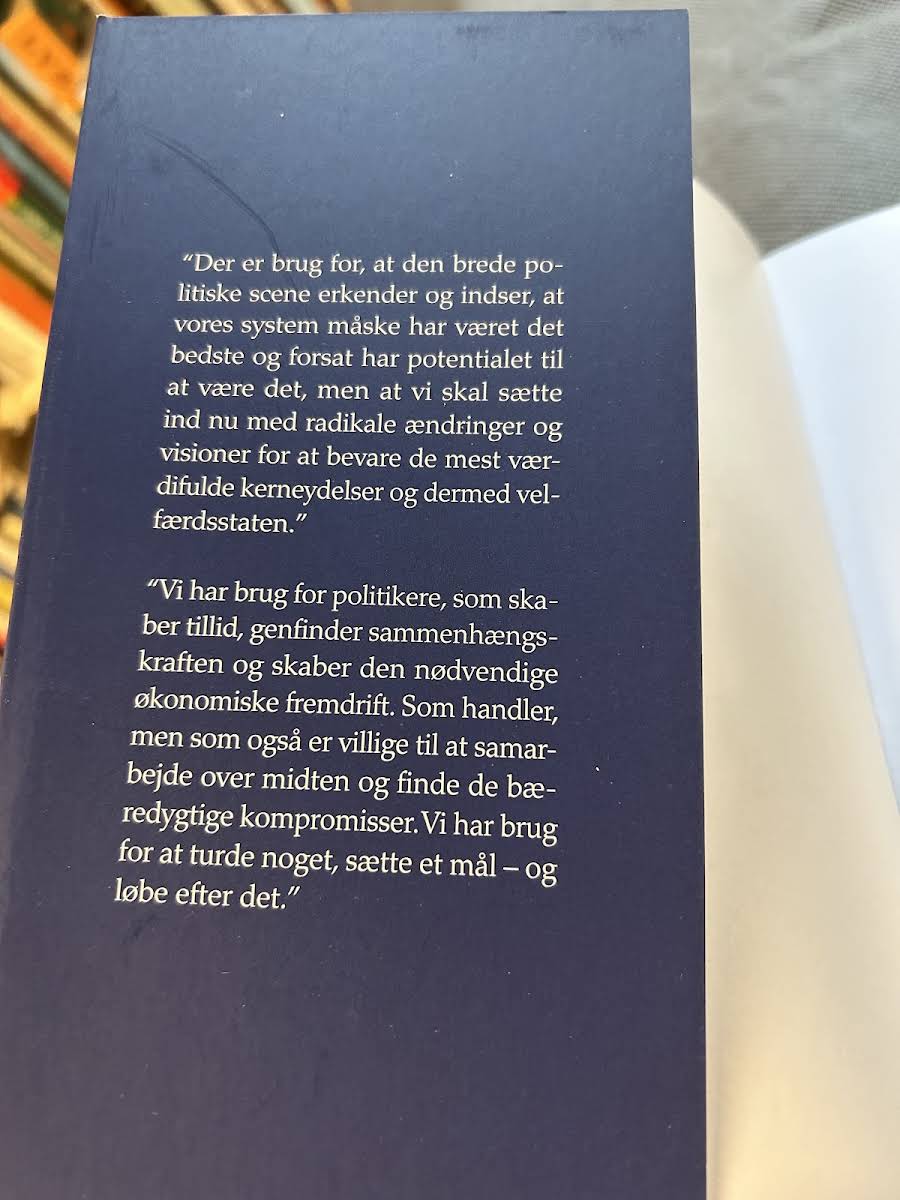 “Der er brug for, at den brede po-
litiske scene erkender og indser, at
vores system måske har været det
bedste og forsat har potentialet til
at være det, men at vi skal sætte
ind nu med radikale ændringer og
visioner for at bevare de mest vær-
difulde kerneydelser og dermed vel-
færdsstaten.”
“Vi har brug for politikere, som ska-
ber tillid, genfinder sammenhængs-
kraften og skaber den nødvendige
økonomiske fremdrift. Som handler,
men som også er villige til at samar-
bejde over midten og finde de bæ-
redygtige kompromisser. Vi har brug
for at turde noget, sætte et mål – og
løbe efter det.”